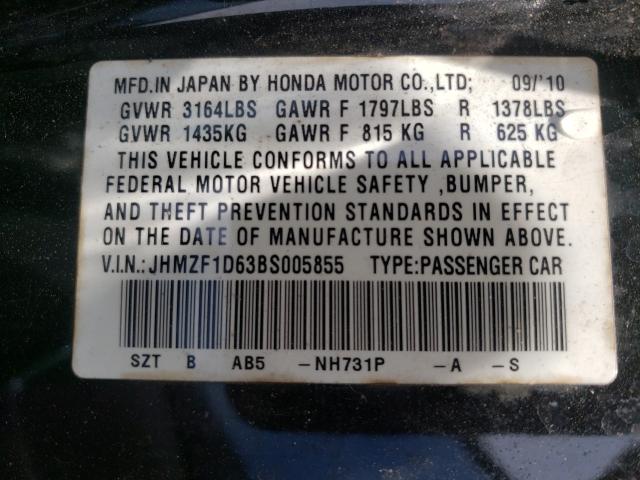 MFD.IN JAPAN BY HONDA MOTOR CO.,LTD; 09/'10
GVWR 3164LBS GAWR F 1797LBS R 1378LBS
GVWR 1435KG GAWR F 815 KG R 625 KG
THIS VEHICLE CONFORMS TO ALL APPLICABLE
FEDERAL MOTOR VEHICLE SAFETY ,BUMPER,
AND THEFT PREVENTION STANDARDS IN EFFECT
ON THE DATE OF MANUFACTURE SHOWN ABOVE.
V.I.N.:JHMZF1D63BS005855 TYPE:PASSENGER CAR
SZT B AB5 -NH731P -A -S